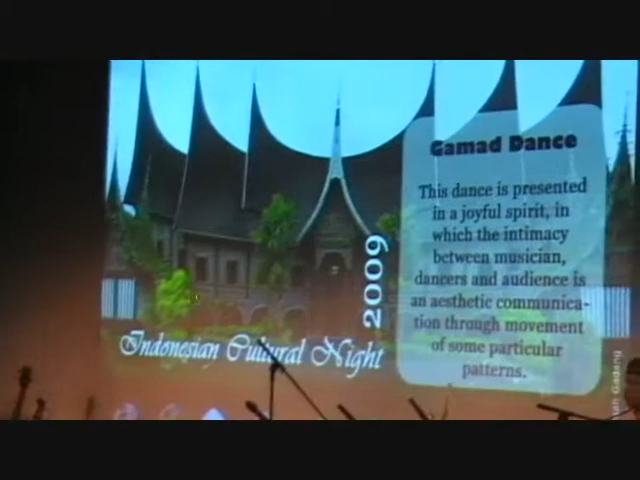 Gamad Dance
This dance is presented
in a joyful spirit, in
which the intimacy
between musician,
dancers and audience is
an aesthetic communica-
tion through movement
of some particular
patterns.
2009
Indonesian Cultural Night
Gadang